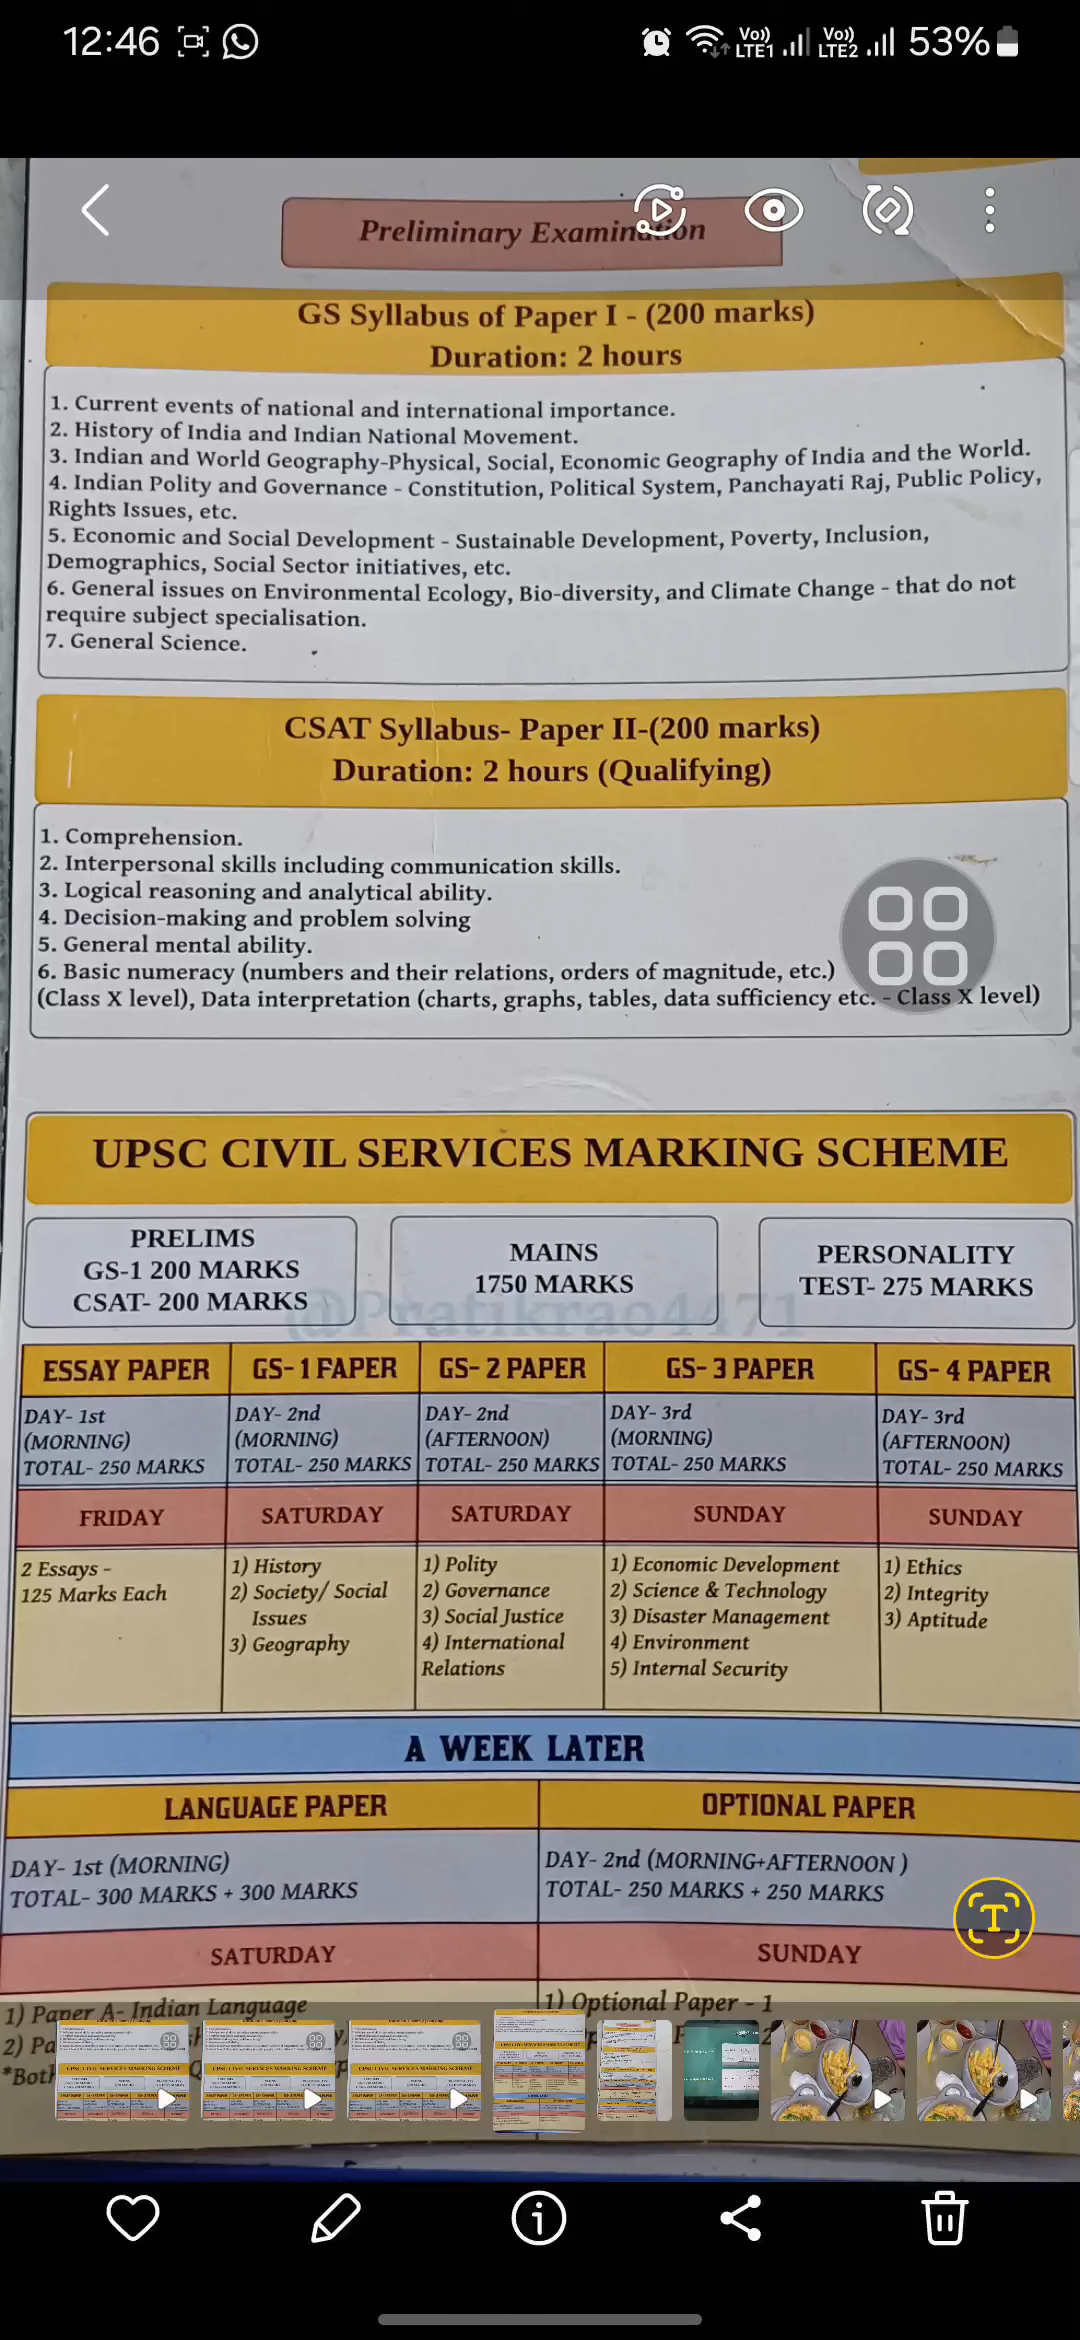 12:46
Vo)) LTE1 Vo)) LTE2 53%
Preliminary Examination
GS Syllabus of Paper I - (200 marks)
Duration: 2 hours
1. Current events of national and international importance.
2. History of India and Indian National Movement.
3. Indian and World Geography-Physical, Social, Economic Geography of India and the World.
4. Indian Polity and Governance - Constitution, Political System, Panchayati Raj, Public Policy,
Rights Issues, etc.
5. Economic and Social Development - Sustainable Development, Poverty, Inclusion,
Demographics, Social Sector initiatives, etc.
6. General issues on Environmental Ecology, Bio-diversity, and Climate Change - that do not
require subject specialisation.
7. General Science.
CSAT Syllabus- Paper II-(200 marks)
Duration: 2 hours (Qualifying)
1. Comprehension.
2. Interpersonal skills including communication skills.
3. Logical reasoning and analytical ability.
4. Decision-making and problem solving
5. General mental ability.
6. Basic numeracy (numbers and their relations, orders of magnitude, etc.)
(Class X level), Data interpretation (charts, graphs, tables, data sufficiency etc. - Class X level)
UPSC CIVIL SERVICES MARKING SCHEME
PRELIMS
GS-1 200 MARKS
CSAT- 200 MARKS
MAINS
1750 MARKS
PERSONALITY
TEST- 275 MARKS
@Pratikrao4471
ESSAY PAPER GS- 1 PAPER GS- 2 PAPER GS- 3 PAPER GS- 4 PAPER
DAY- 1st
(MORNING)
TOTAL- 250 MARKS
DAY- 2nd
(MORNING)
TOTAL- 250 MARKS
DAY- 2nd
(AFTERNOON)
TOTAL- 250 MARKS
DAY- 3rd
(MORNING)
TOTAL- 250 MARKS
DAY- 3rd
(AFTERNOON)
TOTAL- 250 MARKS
FRIDAY SATURDAY SATURDAY SUNDAY SUNDAY
2 Essays -
125 Marks Each
1) History
2) Society/ Social
Issues
3) Geography
1) Polity
2) Governance
3) Social Justice
4) International
Relations
1) Economic Development
2) Science & Technology
3) Disaster Management
4) Environment
5) Internal Security
1) Ethics
2) Integrity
3) Aptitude
A WEEK LATER
LANGUAGE PAPER OPTIONAL PAPER
DAY- 1st (MORNING)
TOTAL- 300 MARKS + 300 MARKS
DAY- 2nd (MORNING+AFTERNOON )
TOTAL- 250 MARKS + 250 MARKS
SATURDAY SUNDAY
1) Paper A- Indian Language
2)
*Both
1) Optional Paper - 1